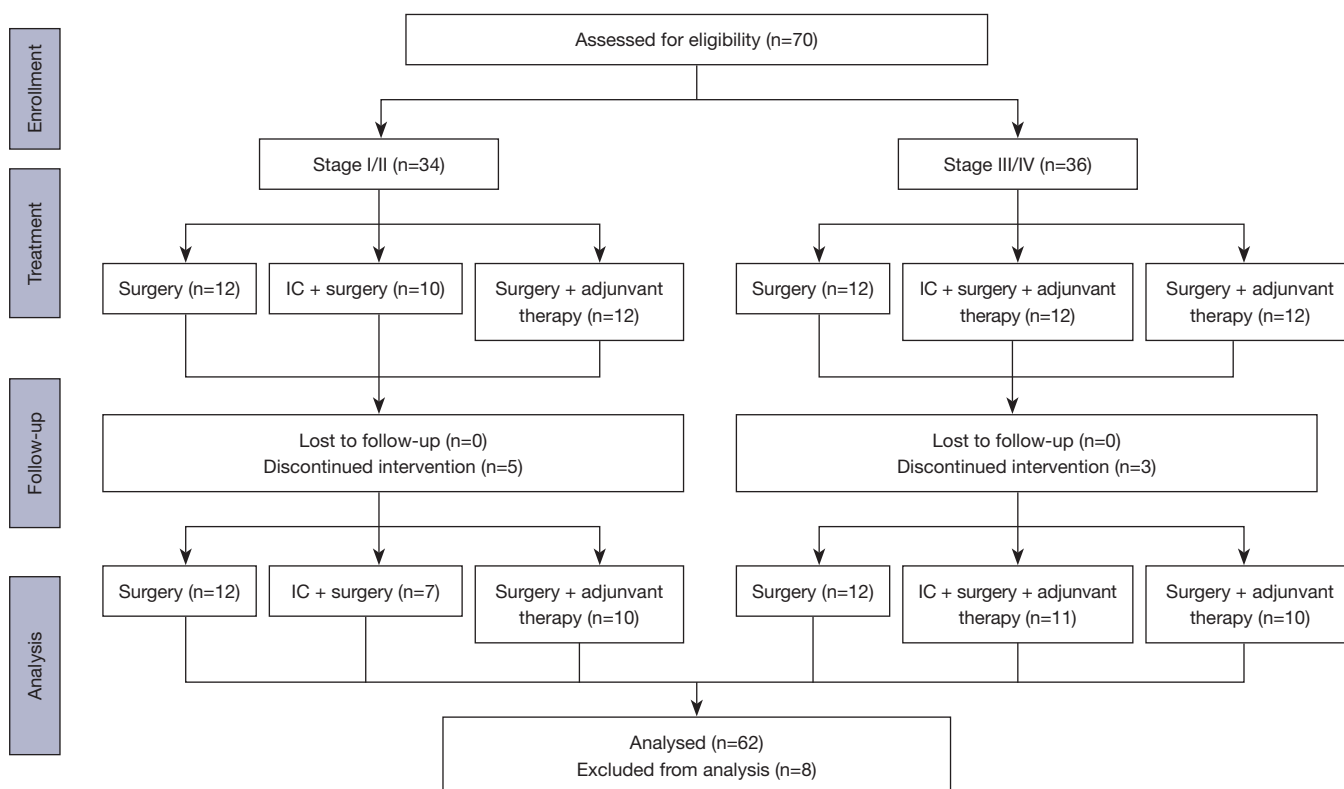 Enrollment
Assessed for eligibility (n=70)
Stage I/II (n=34)
Stage III/IV (n=36)
Treatment
Surgery (n=12)
IC + surgery (n=10)
Surgery + adjunvant
therapy (n=12)
Surgery (n=12)
IC + surgery + adjunvant
therapy (n=12)
Surgery + adjunvant
therapy (n=12)
Follow-up
Lost to follow-up (n=0)
Discontinued intervention (n=5)
Lost to follow-up (n=0)
Discontinued intervention (n=3)
Analysis
Surgery (n=12)
IC + surgery (n=7)
Surgery + adjunvant
therapy (n=10)
Surgery (n=12)
IC + surgery + adjunvant
therapy (n=11)
Surgery + adjunvant
therapy (n=10)
Analysed (n=62)
Excluded from analysis (n=8)